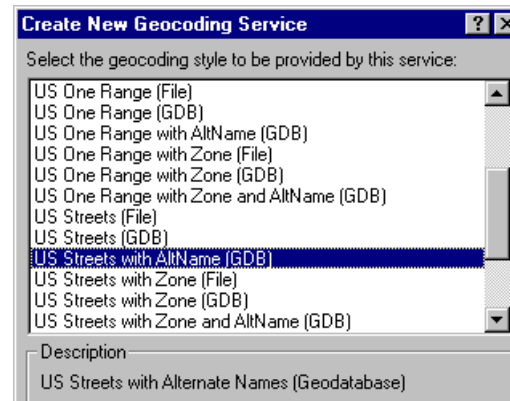 Create New Geocoding Service
Select the geocoding style to be provided by this service:
US One Range (File)
US One Range (GDB)
US One Range with AltName (GDB)
US One Range with Zone (File)
US One Range with Zone (GDB)
US One Range with Zone and AltName (GDB)
US Streets (File)
US Streets (GDB)
US Streets with AltName (GDB)
US Streets with Zone (File)
US Streets with Zone (GDB)
US Streets with Zone and AltName (GDB)
Description
US Streets with Alternate Names (Geodatabase)